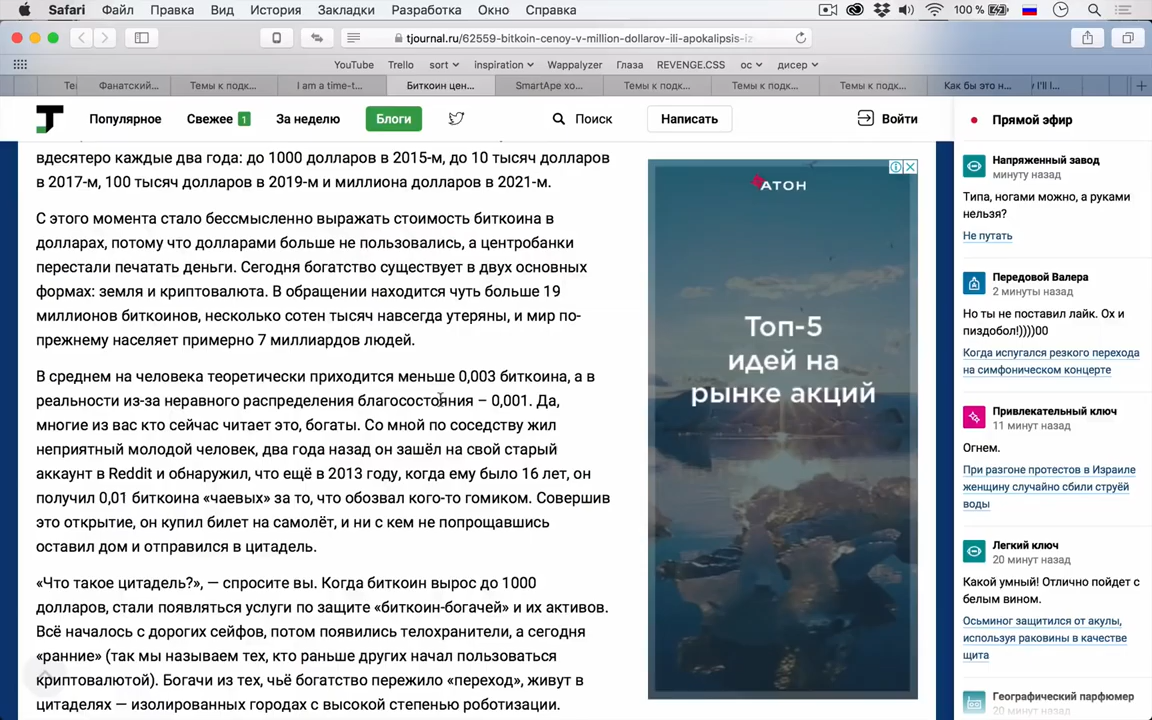 Safari Файл Правка Вид История Закладки Разработка Окно Справка 100 %
tjournal.ru/62559-bitkoin-cenoy-v-million-dollarov-ili-apokalipsis-iz
YouTube Trello sort inspiration Wappalyzer Глаза REVENGE.CSS ос дисер
Фанатский... Темы к подк... I am a time-t... Биткоин цен... SmartApe хо... Темы к подк... Темы к подк... Темы к подк... Как бы это н...
Популярное Свежее 1 За неделю Блоги Поиск Написать Войти
вдесятеро каждые два года: до 1000 долларов в 2015-м, до 10 тысяч долларов
в 2017-м, 100 тысяч долларов в 2019-м и миллиона долларов в 2021-м.
С этого момента стало бессмысленно выражать стоимость биткоина в
долларах, потому что долларами больше не пользовались, а центробанки
перестали печатать деньги. Сегодня богатство существует в двух основных
формах: земля и криптовалюта. В обращении находится чуть больше 19
миллионов биткоинов, несколько сотен тысяч навсегда утеряны, и мир по-
прежнему населяет примерно 7 миллиардов людей.
В среднем на человека теоретически приходится меньше 0,003 биткоина, а в
реальности из-за неравного распределения благосостояния – 0,001. Да,
многие из вас кто сейчас читает это, богаты. Со мной по соседству жил
неприятный молодой человек, два года назад он зашёл на свой старый
аккаунт в Reddit и обнаружил, что ещё в 2013 году, когда ему было 16 лет, он
получил 0,01 биткоина «чаевых» за то, что обозвал кого-то гомиком. Совершив
это открытие, он купил билет на самолёт, и ни с кем не попрощавшись
оставил дом и отправился в цитадель.
«Что такое цитадель?», — спросите вы. Когда биткоин вырос до 1000
долларов, стали появляться услуги по защите «биткоин-богачей» и их активов.
Всё началось с дорогих сейфов, потом появились телохранители, а сегодня
«ранние» (так мы называем тех, кто раньше других начал пользоваться
криптовалютой). Богачи из тех, чьё богатство пережило «переход», живут в
цитаделях — изолированных городах с высокой степенью роботизации.
АТОН
Топ-5
идей на
рынке акций
Прямой эфир
Напряженный завод
минуту назад
Типа, ногами можно, а руками
нельзя?
Не путать
Передовой Валера
2 минуты назад
Но ты не поставил лайк. Ох и
пиздобол!))))00
Когда испугался резкого перехода
на симфоническом концерте
Привлекательный ключ
11 минут назад
Огнем.
При разгоне протестов в Израиле
женщину случайно сбили струёй
воды
Легкий ключ
20 минут назад
Какой умный! Отлично пойдет с
белым вином.
Осьминог защитился от акулы,
используя раковины в качестве
щита
Географический парфюмер
20 минут назад